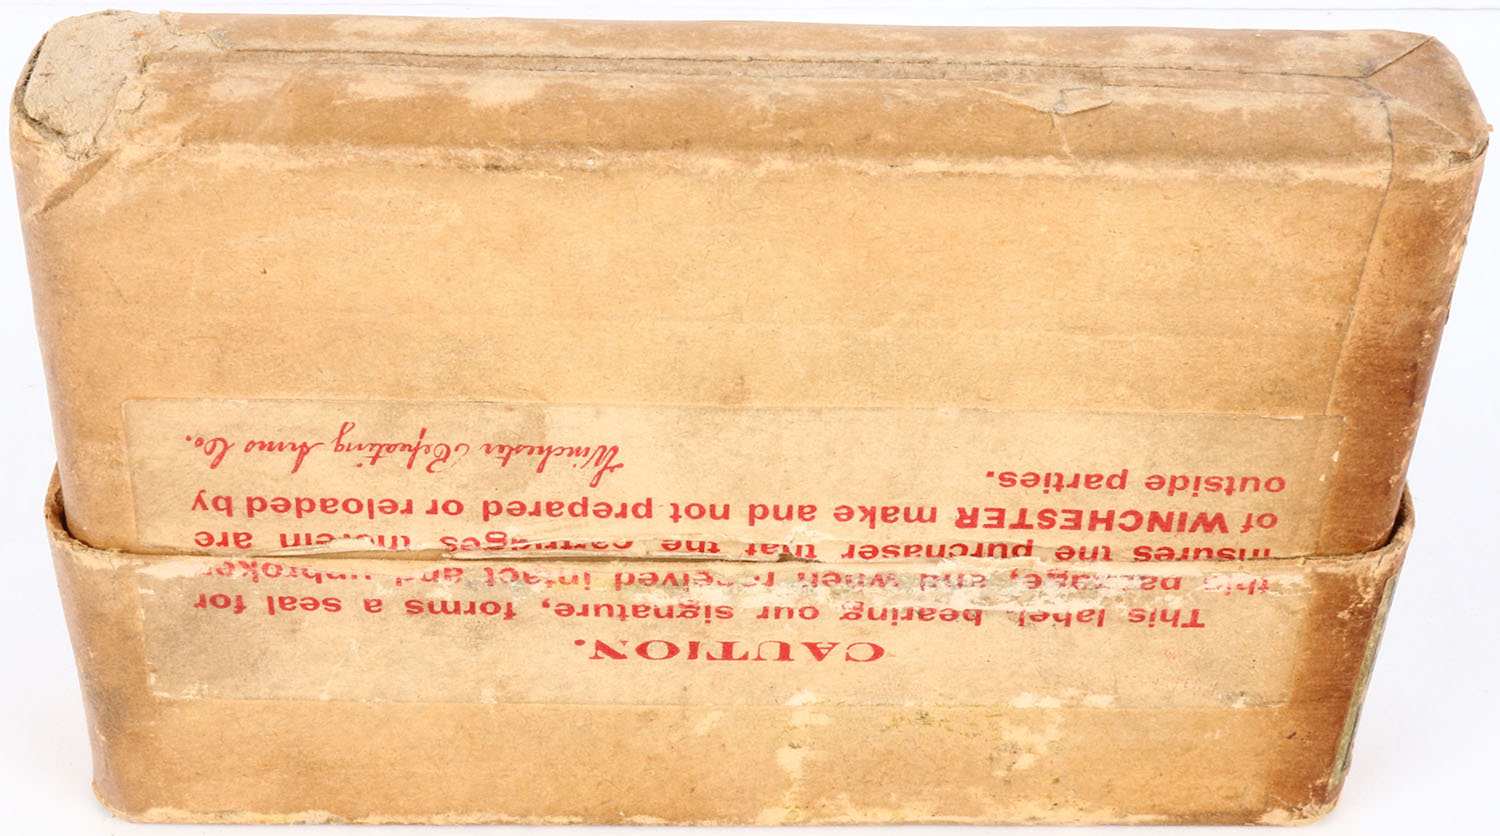 CAUTION.
This label, bearing our signature, forms a seal for
this package, and, when received intact and unbroken,
insures the purchaser that the cartridges therein are
of WINCHESTER make and not prepared or reloaded by
outside parties.
Winchester Repeating Arms Co.